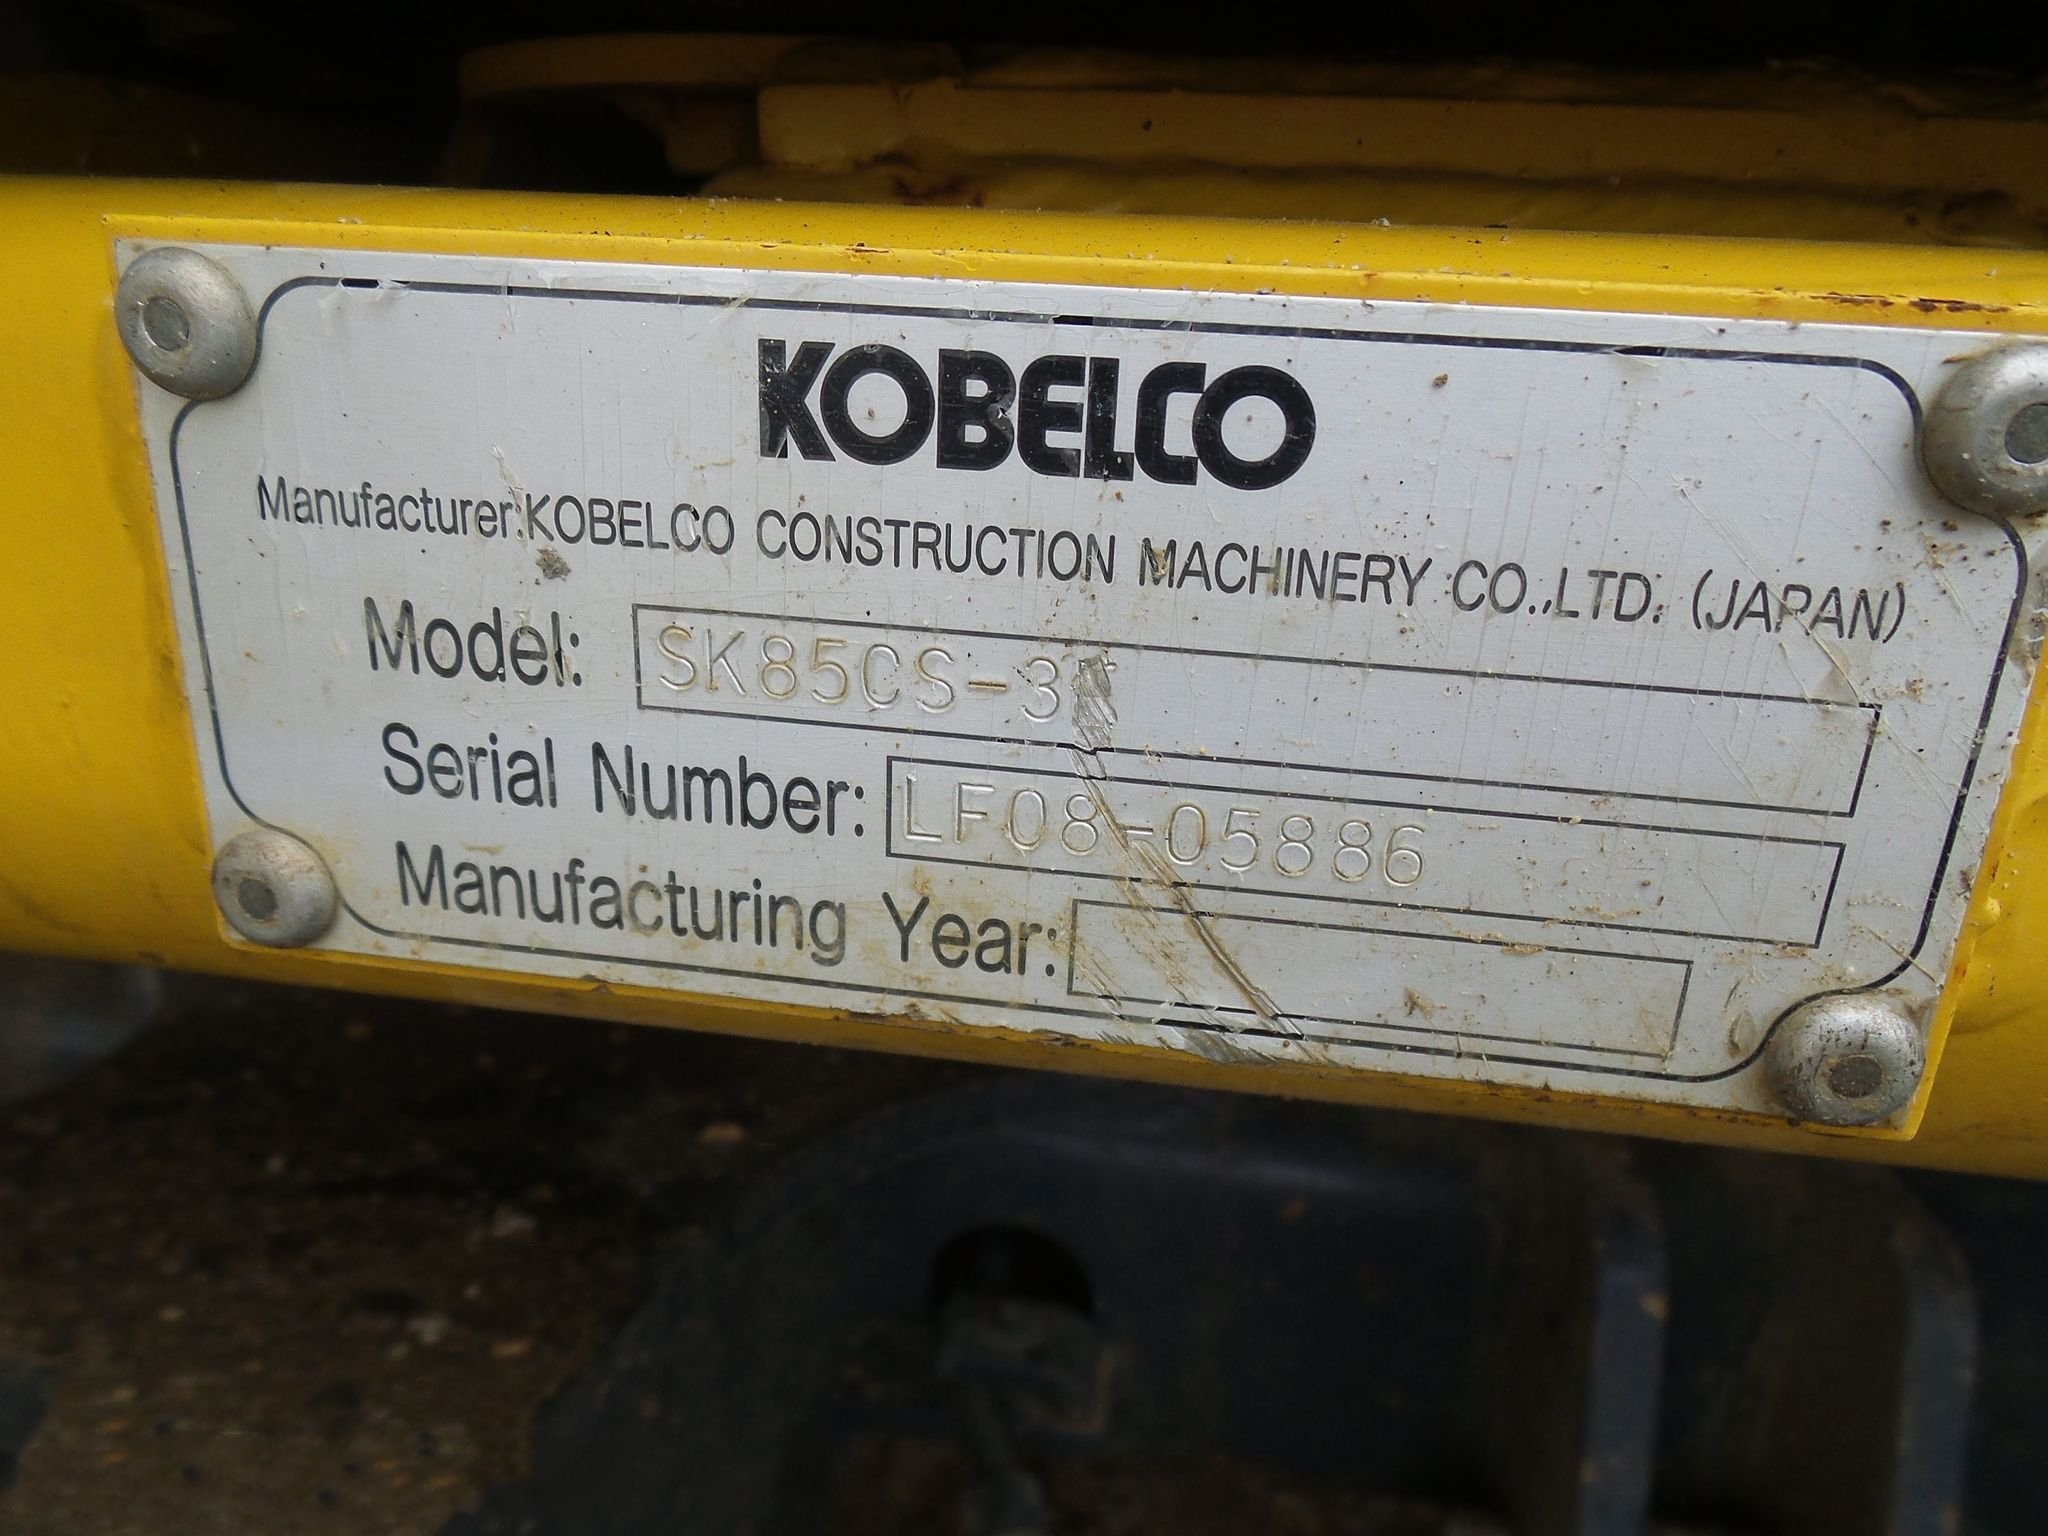 KOBELCO
Manufacturer:KOBELCO CONSTRUCTION MACHINERY CO.,LTD. (JAPAN)
Model: SK85CS-3
Serial Number: LF08-05886
Manufacturing Year: